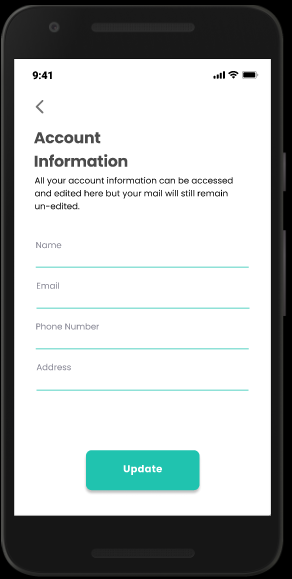 9:41
Account
Information
All your account information can be accessed
and edited here but your mail will still remain
un-edited.
Name
Email
Phone Number
Address
Update